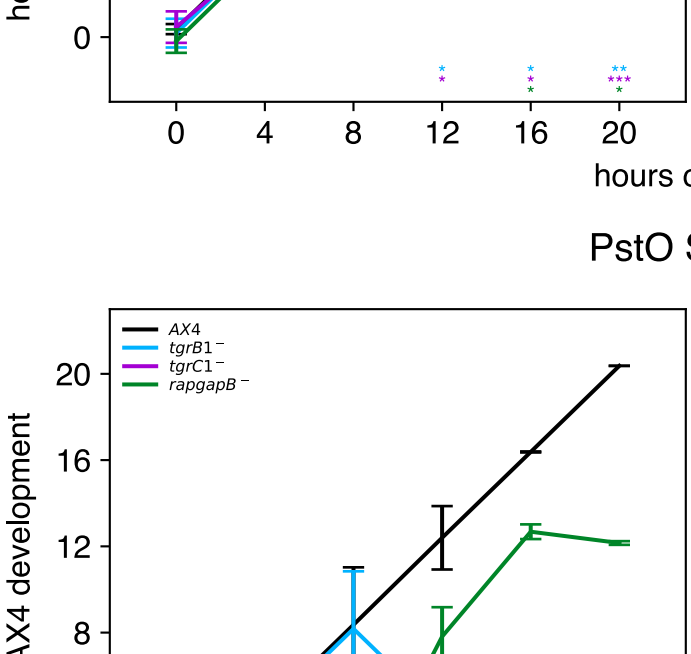 0
*
*
**
*
*
***
*
*
0
4
8
12
16
20
hours
PstO
20
16
12
8
AX4 development
AX4
tgrB1⁻
tgrC1⁻
rapgapB⁻